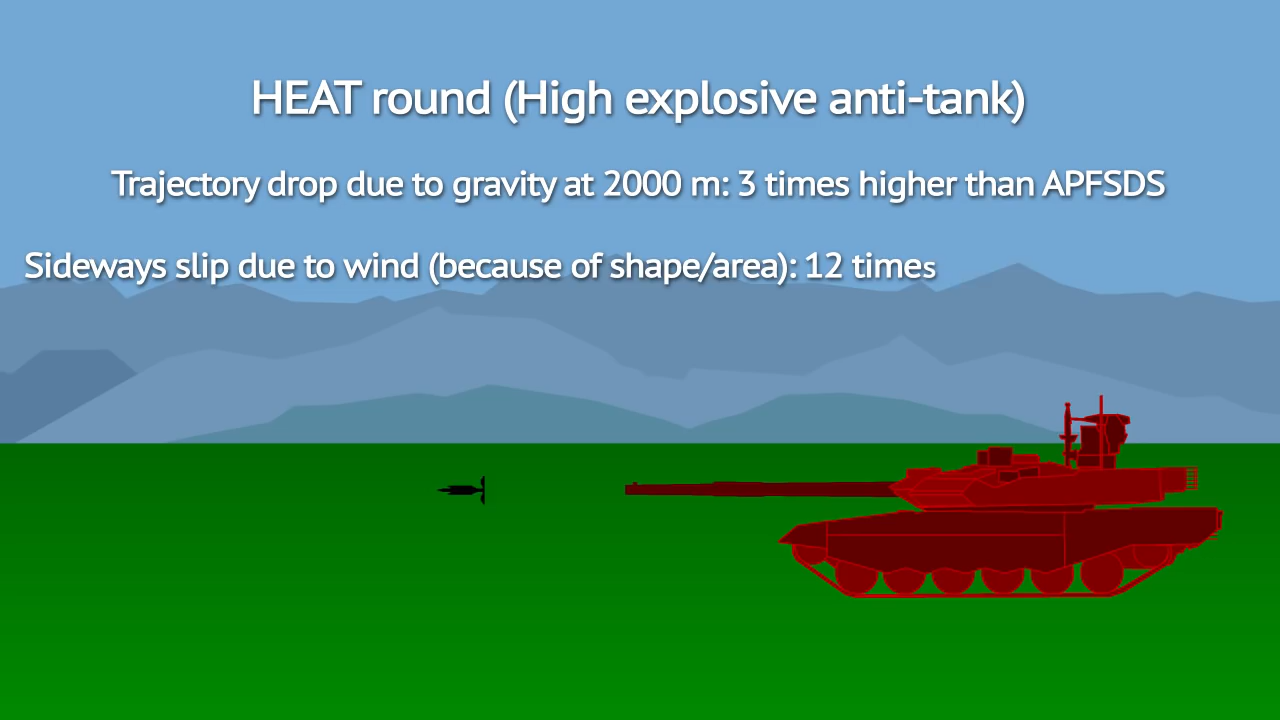 HEAT round (High explosive anti-tank)
Trajectory drop due to gravity at 2000 m: 3 times higher than APFSDS
Sideways slip due to wind (because of shape/area): 12 times